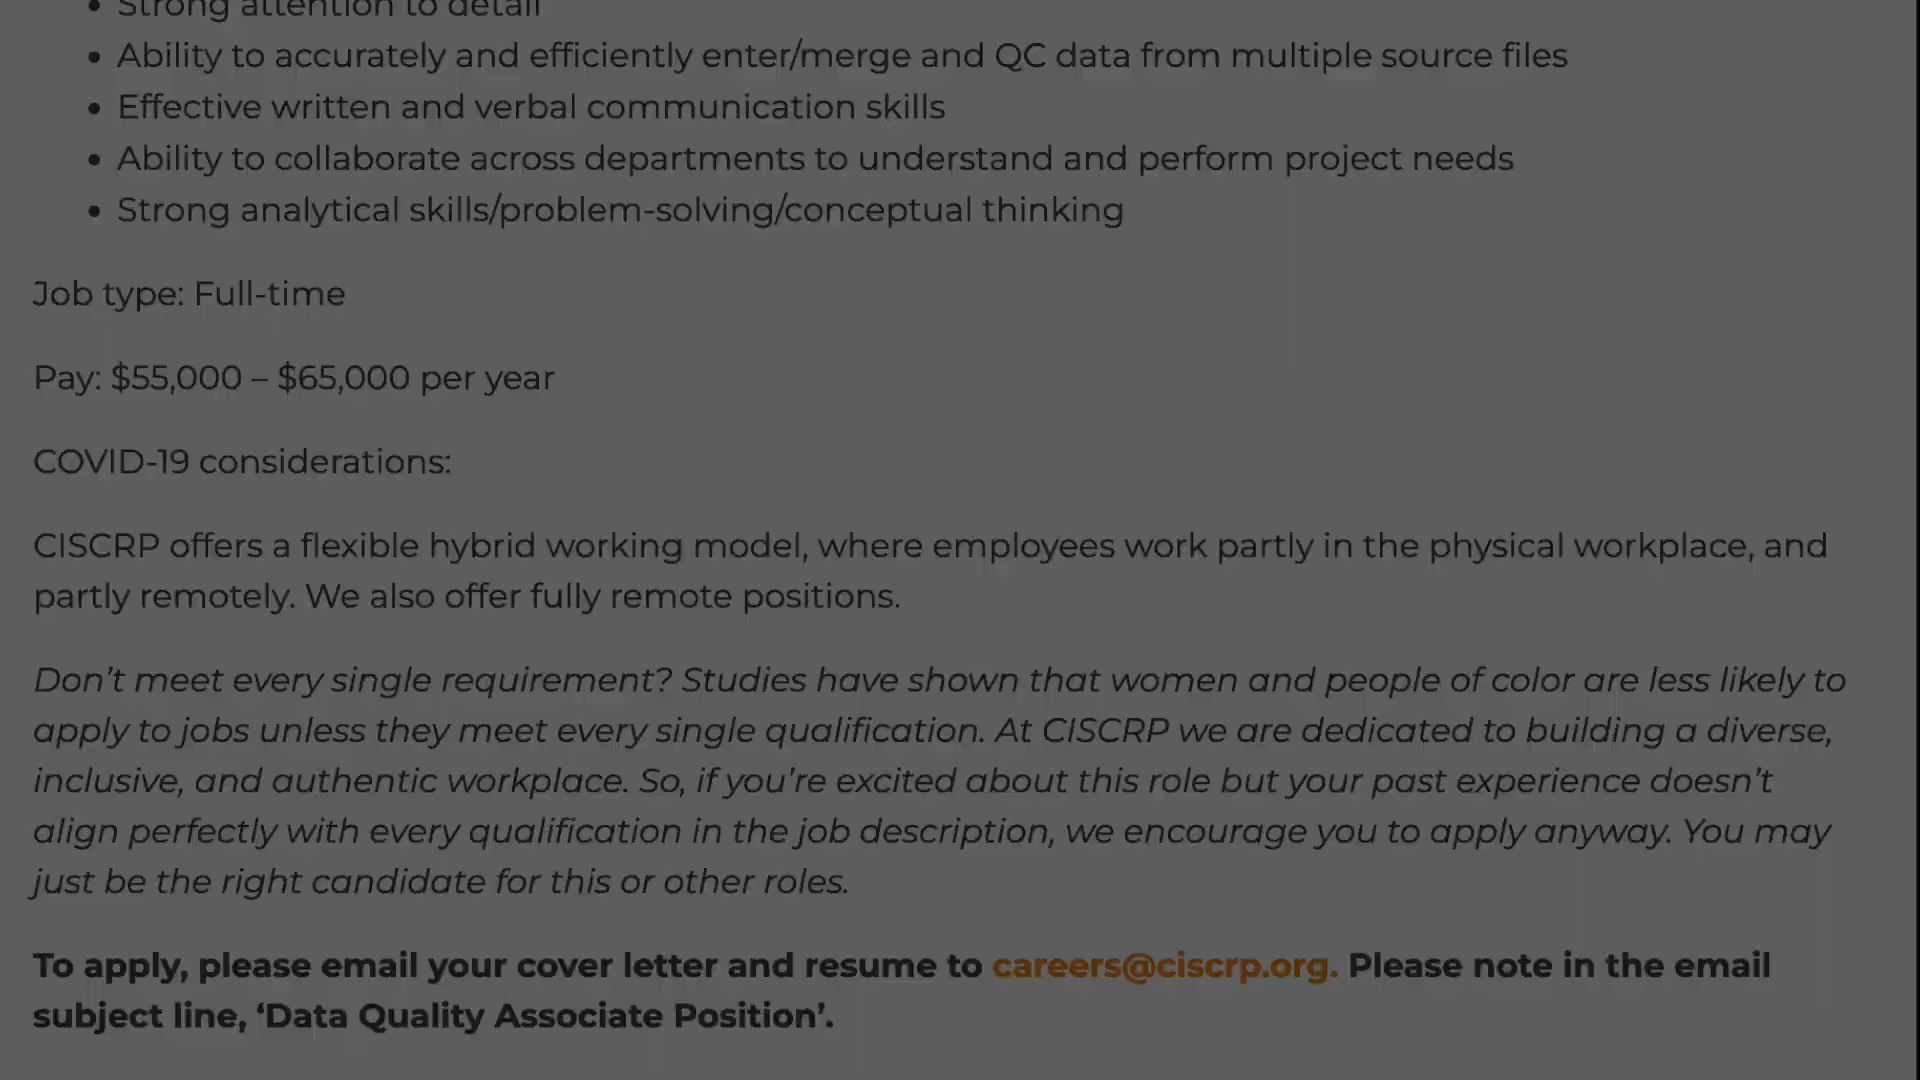 Strong attention to detail
• Ability to accurately and efficiently enter/merge and QC data from multiple source files
• Effective written and verbal communication skills
• Ability to collaborate across departments to understand and perform project needs
• Strong analytical skills/problem-solving/conceptual thinking
Job type: Full-time
Pay: $55,000 – $65,000 per year
COVID-19 considerations:
CISCRP offers a flexible hybrid working model, where employees work partly in the physical workplace, and
partly remotely. We also offer fully remote positions.
Don’t meet every single requirement? Studies have shown that women and people of color are less likely to
apply to jobs unless they meet every single qualification. At CISCRP we are dedicated to building a diverse,
inclusive, and authentic workplace. So, if you’re excited about this role but your past experience doesn’t
align perfectly with every qualification in the job description, we encourage you to apply anyway. You may
just be the right candidate for this or other roles.
To apply, please email your cover letter and resume to careers@ciscrp.org. Please note in the email
subject line, ‘Data Quality Associate Position’.